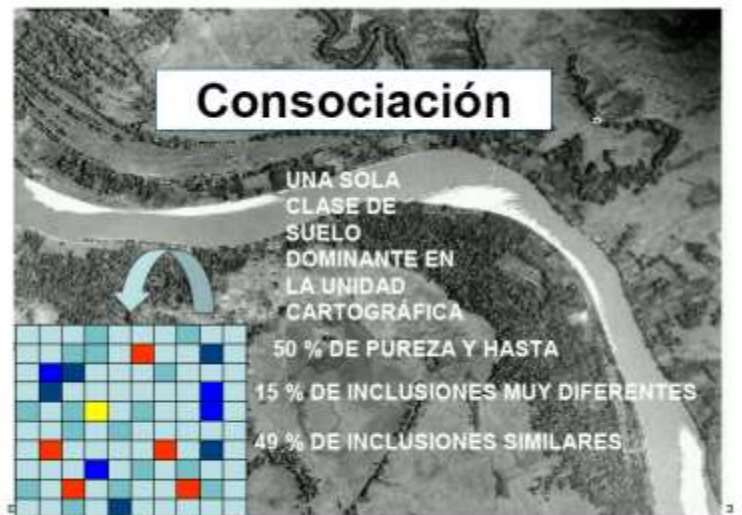 Consociación
UNA SOLA
CLASE DE
SUELO
DOMINANTE EN
LA UNIDAD
CARTOGRÁFICA
50 % DE PUREZA Y HASTA
15 % DE INCLUSIONES MUY DIFERENTES
49 % DE INCLUSIONES SIMILARES